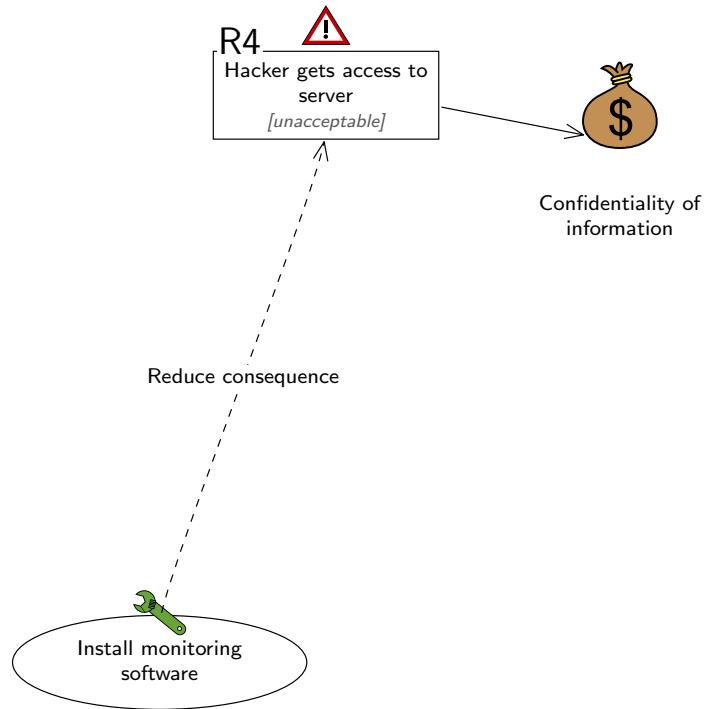 R4
Hacker gets access to
server
[unacceptable]
$
Confidentiality of
information
Reduce consequence
Install monitoring
software